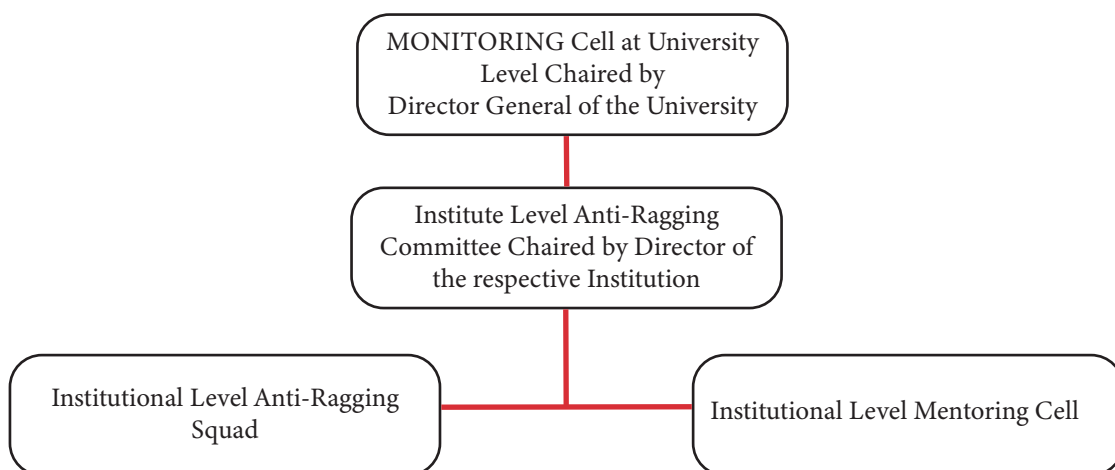 MONITORING Cell at University
Level Chaired by
Director General of the University
Institute Level Anti-Ragging
Committee Chaired by Director of
the respective Institution
Institutional Level Anti-Ragging
Squad
Institutional Level Mentoring Cell